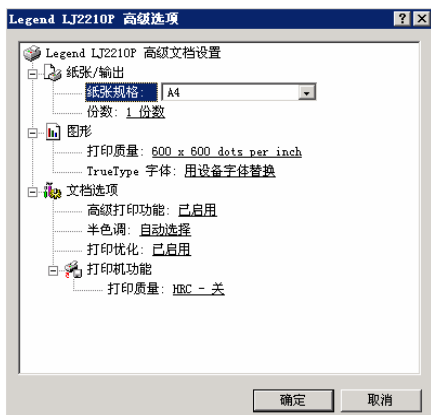 Legend LJ2210P 高级选项
Legend LJ2210P 高级文档设置
纸张/输出
纸张规格: A4
份数: 1 份数
图形
打印质量: 600 x 600 dots per inch
TrueType 字体: 用设备字体替换
文档选项
高级打印功能: 已启用
半色调: 自动选择
打印优化: 已启用
打印机功能
打印质量: HRC - 关
确定 取消